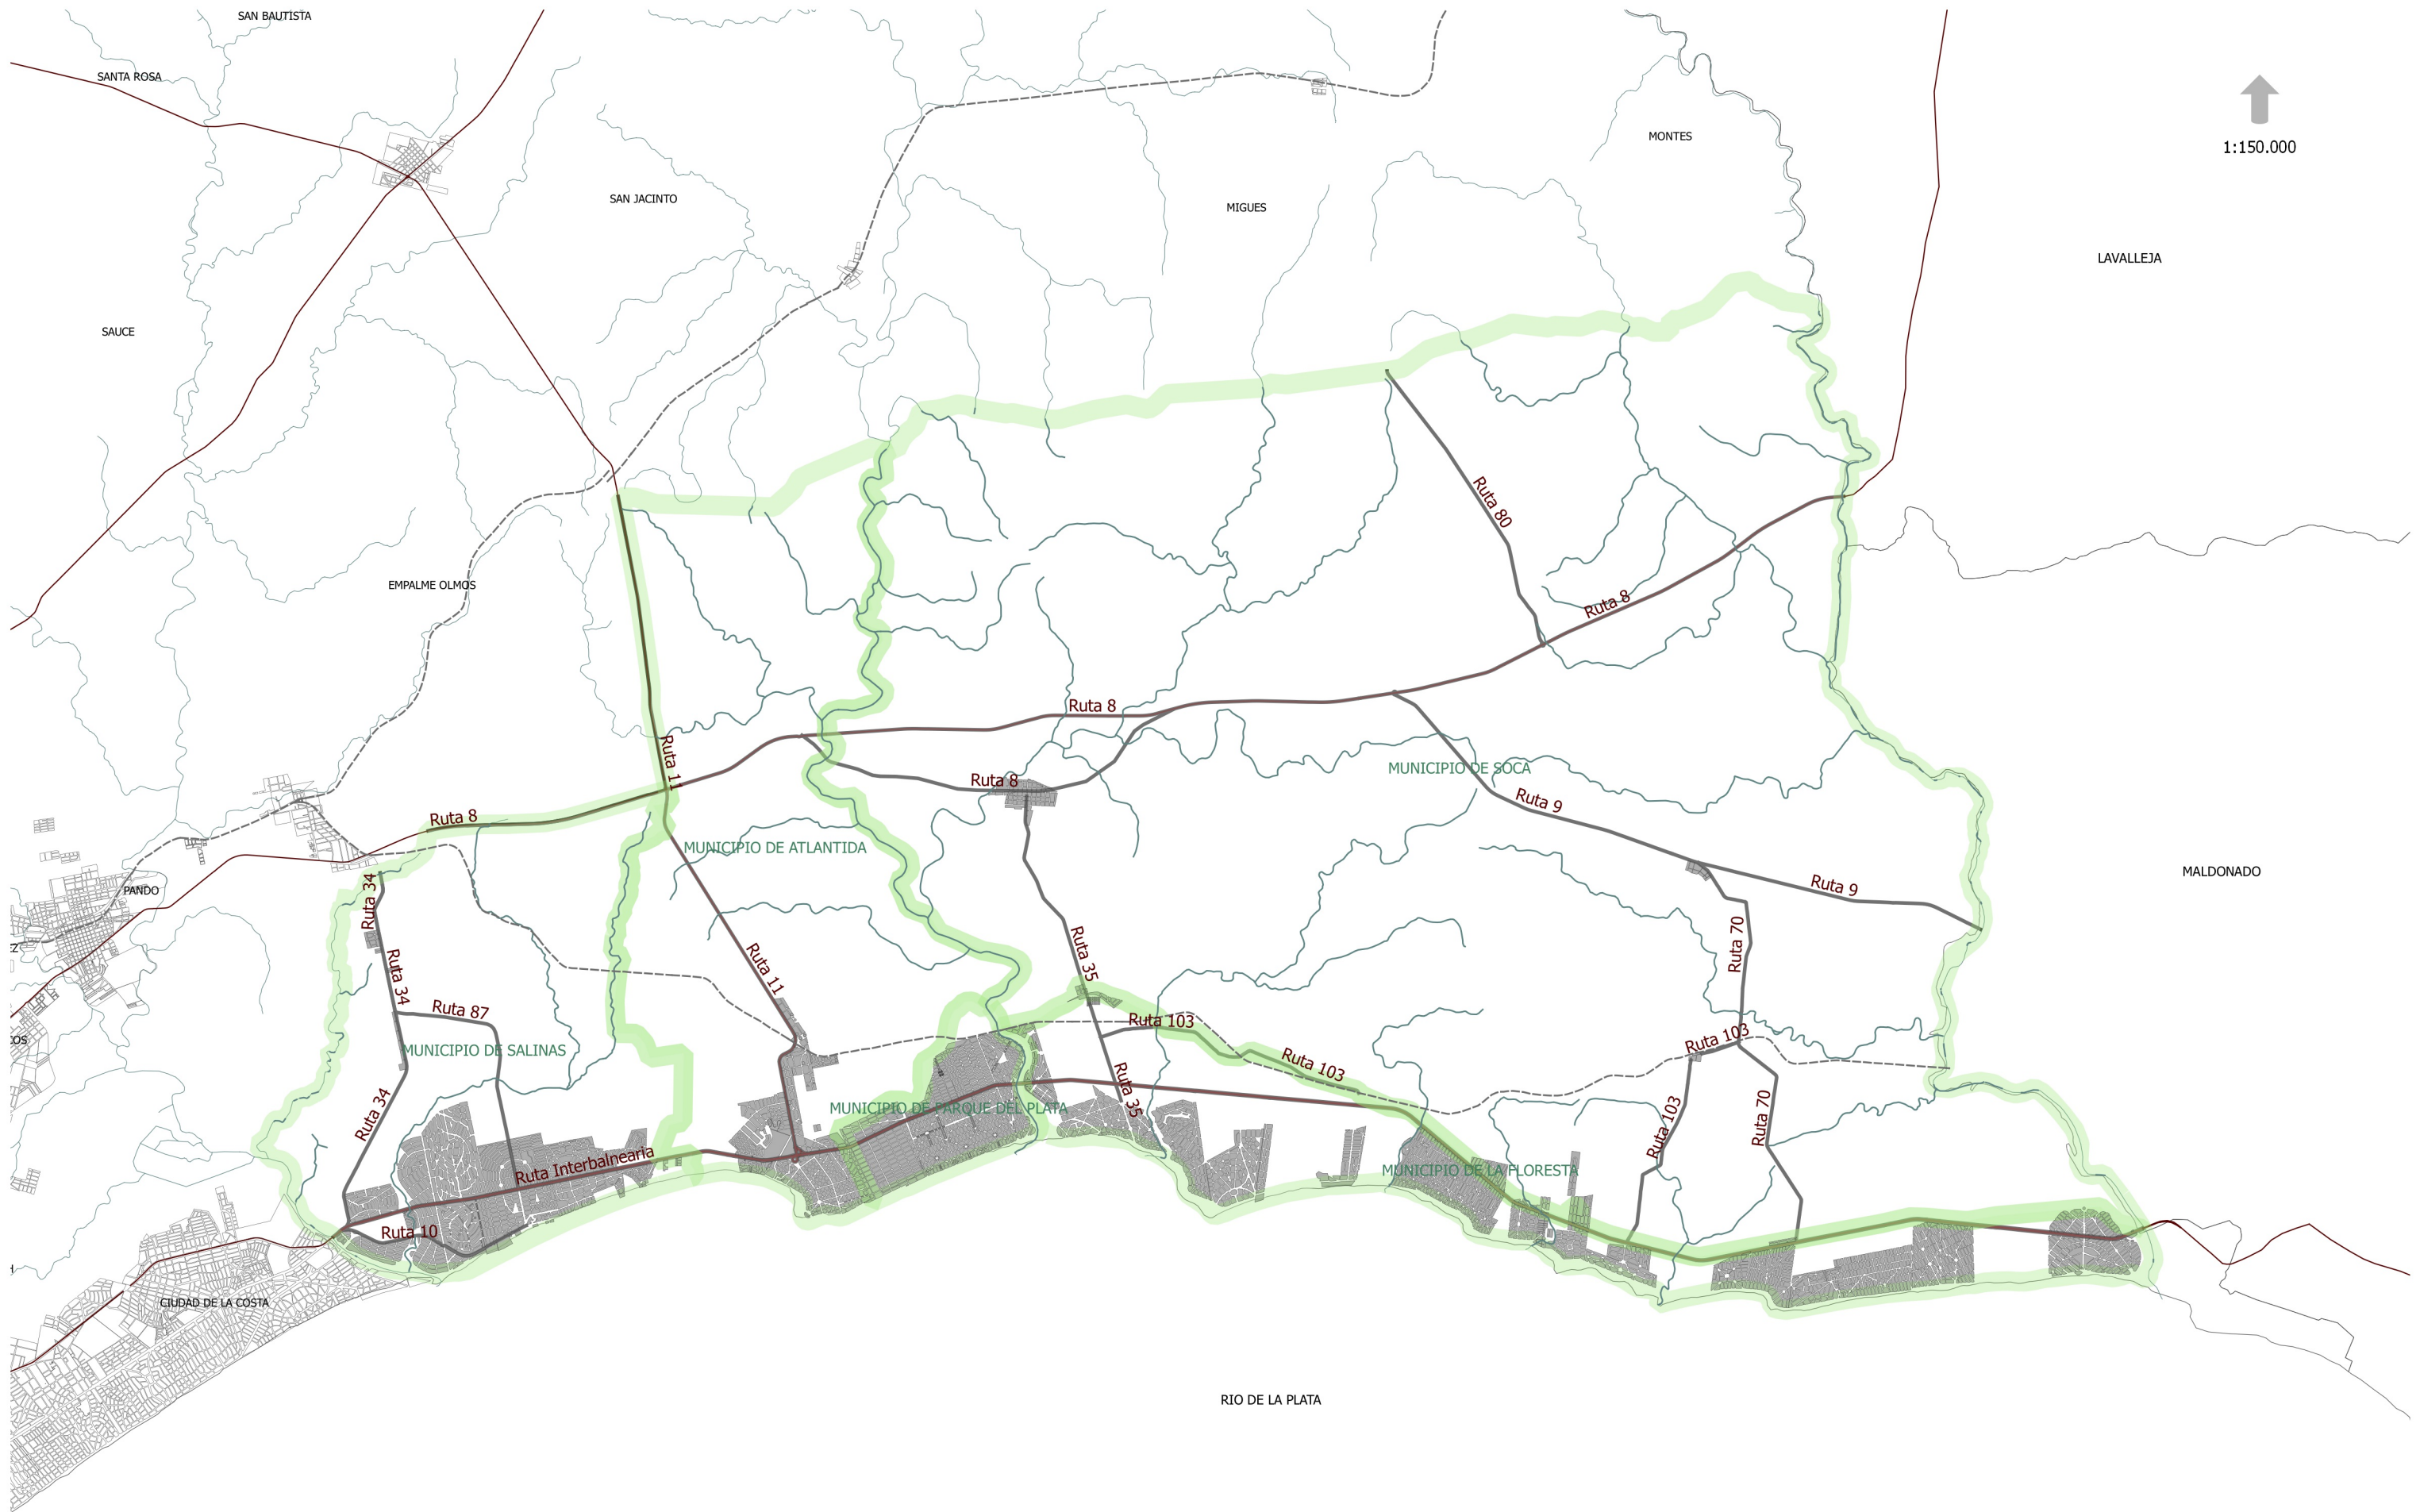 SAN BAUTISTA
SANTA ROSA
MONTES
1:150.000
SAN JACINTO
MIGUES
LAVALLEJA
SAUCE
Ruta 80
EMPALME OLMOS
Ruta 8
Ruta 8
Ruta 11
MUNICIPIO DE SOCA
Ruta 8
Ruta 9
Ruta 8
MUNICIPIO DE ATLANTIDA
MALDONADO
PANDO
Ruta 34
Ruta 9
Ruta 70
Ruta 35
Ruta 11
Ruta 34
Ruta 87
Ruta 103
Ruta 103
COS
MUNICIPIO DE SALINAS
Ruta 103
Ruta 35
MUNICIPIO DE PARQUE DEL PLATA
Ruta 34
Ruta 103
Ruta 70
Ruta Interbalnearia
MUNICIPIO DE LA FLORESTA
Ruta 10
CIUDAD DE LA COSTA
RIO DE LA PLATA